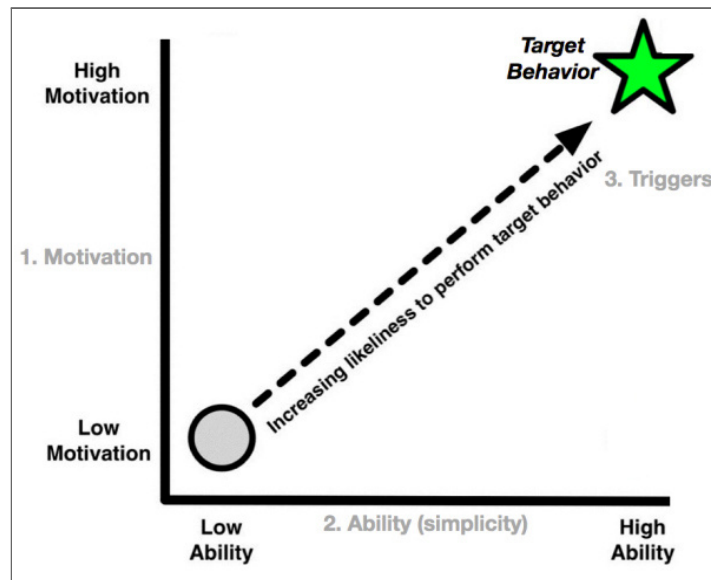 Target
Behavior
High
Motivation
3. Triggers
Increasing likeliness to perform target behavior
1. Motivation
Low
Motivation
2. Ability (simplicity)
Low
Ability
High
Ability